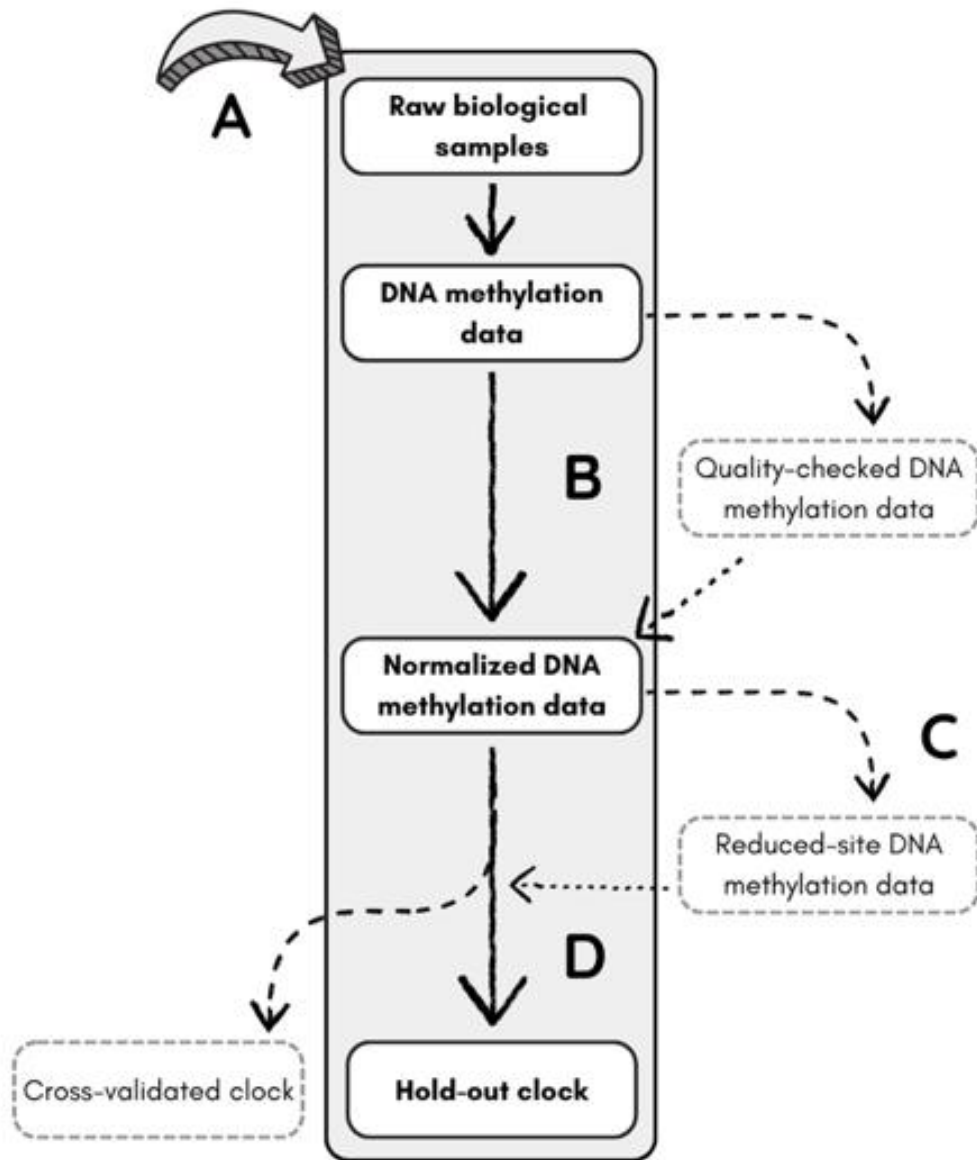 A
Raw biological
samples
DNA methylation
data
B
Quality-checked DNA
methylation data
Normalized DNA
methylation data
C
Reduced-site DNA
methylation data
D
Cross-validated clock
Hold-out clock